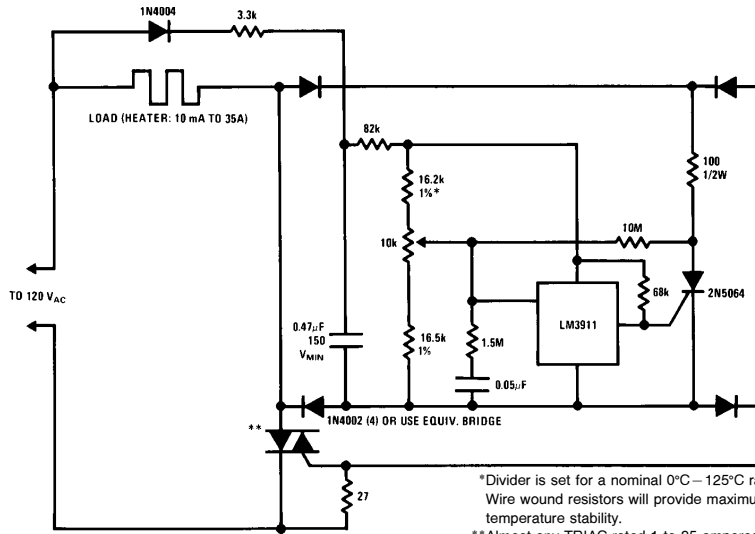 1N4004
3.3k
LOAD (HEATER: 10 mA TO 35A)
82k
16.2k
1%*
100
1/2W
10k
10M
TO 120 VAC
68k
2N5064
LM3911
0.47µF
150
VMIN
16.5k
1%
1.5M
0.05µF
1N4002 (4) OR USE EQUIV. BRIDGE
**
27
*Divider is set for a nominal 0°C–125°C
Wire wound resistors will provide
temperature stability.